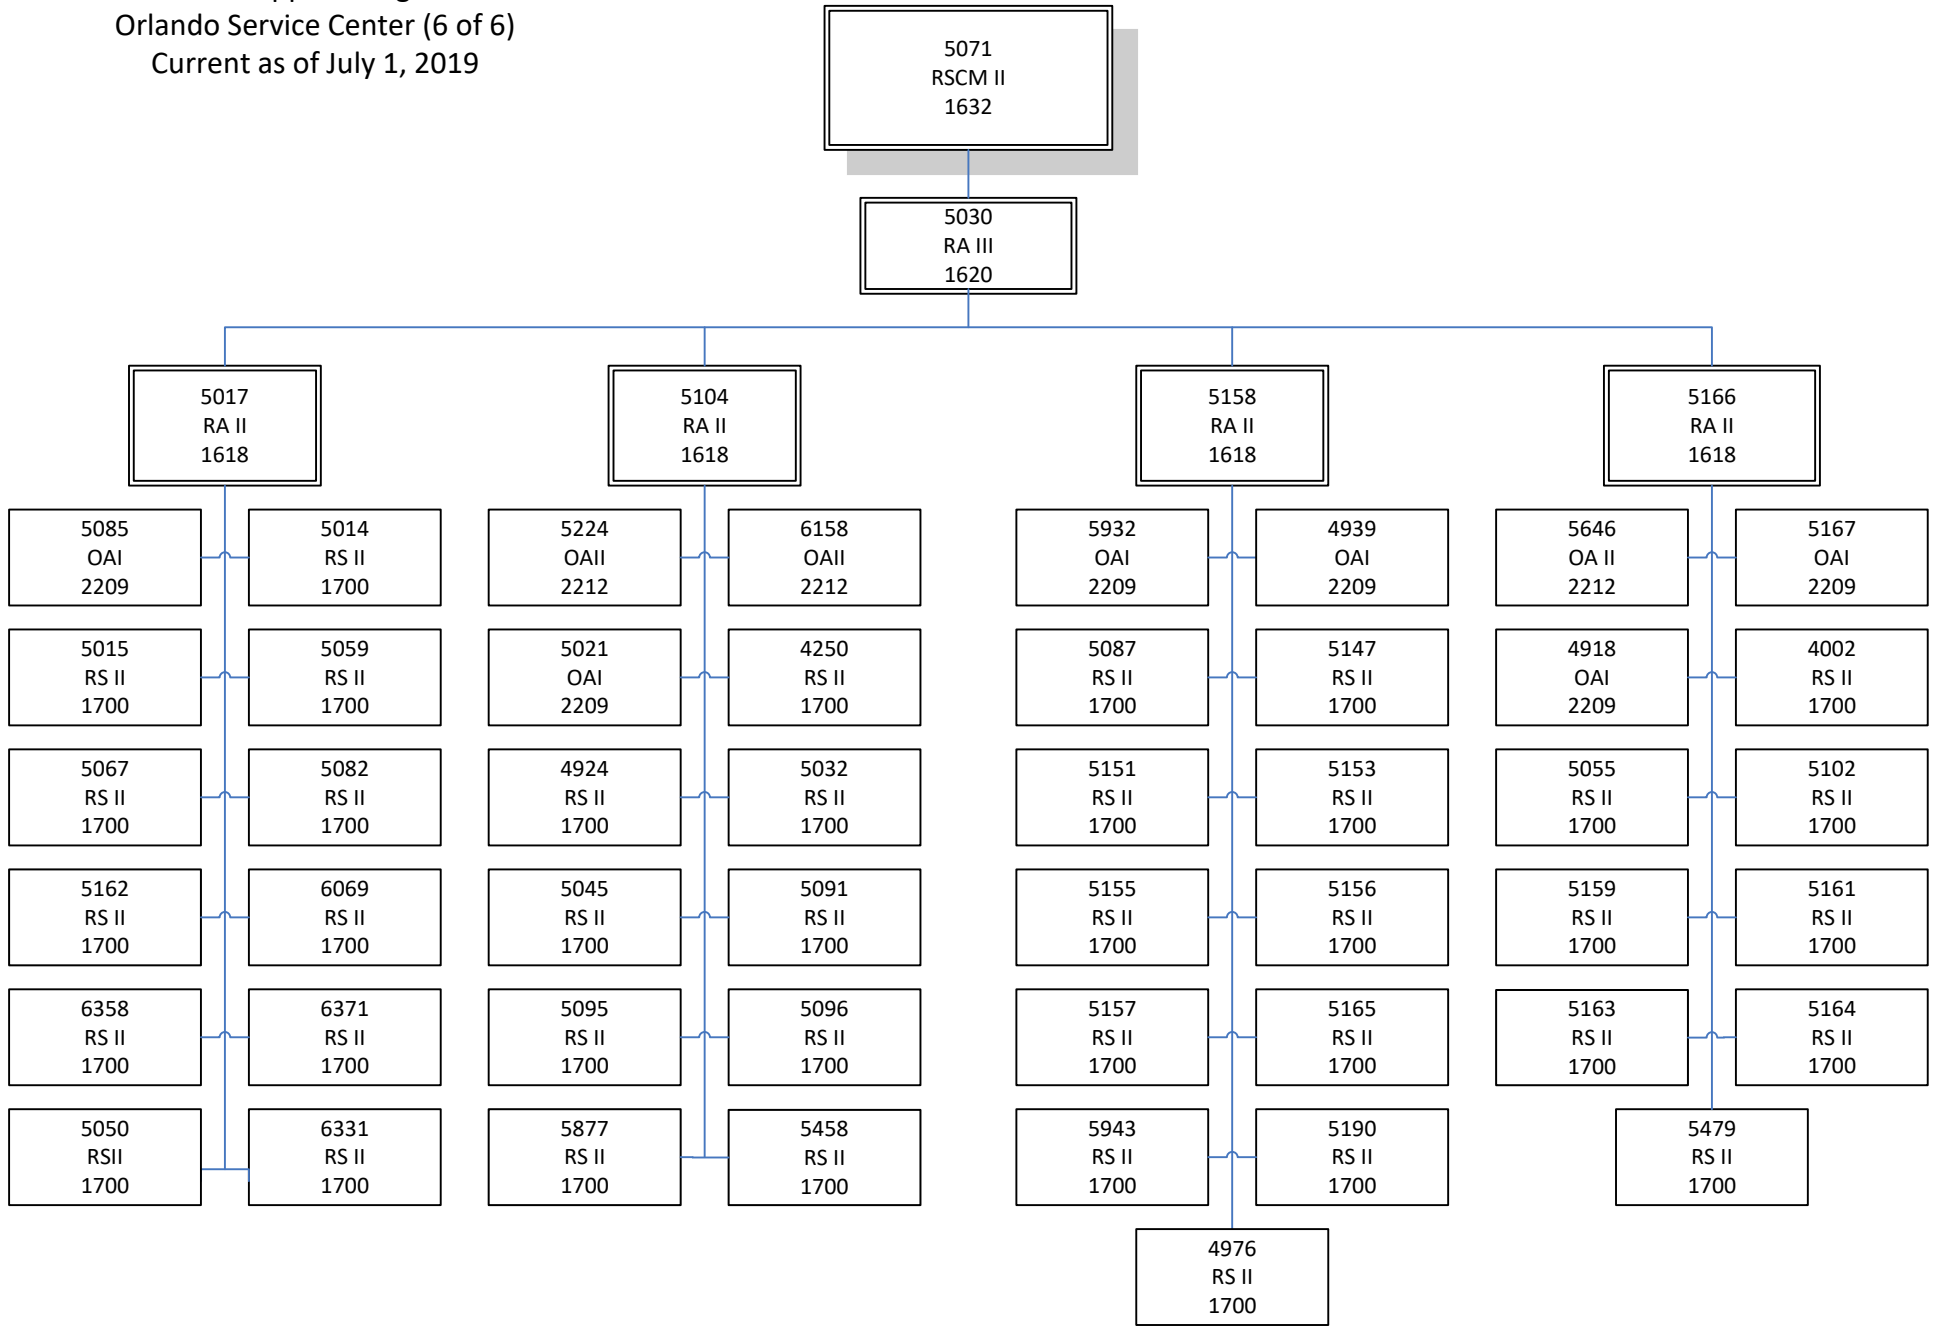 Orlando Service Center (6 of 6)
Current as of July 1, 2019
5071
RSCM II
1632
5030
RA III
1620
5017
RA II
1618
5104
RA II
1618
5158
RA II
1618
5166
RA II
1618
5085
OAI
2209
5014
RS II
1700
5224
OAII
2212
6158
OAII
2212
5932
OAI
2209
4939
OAI
2209
5646
OA II
2212
5167
OAI
2209
5015
RS II
1700
5059
RS II
1700
5021
OAI
2209
4250
RS II
1700
5087
RS II
1700
5147
RS II
1700
4918
OAI
2209
4002
RS II
1700
5067
RS II
1700
5082
RS II
1700
4924
RS II
1700
5032
RS II
1700
5151
RS II
1700
5153
RS II
1700
5055
RS II
1700
5102
RS II
1700
5162
RS II
1700
6069
RS II
1700
5045
RS II
1700
5091
RS II
1700
5155
RS II
1700
5156
RS II
1700
5159
RS II
1700
5161
RS II
1700
6358
RS II
1700
6371
RS II
1700
5095
RS II
1700
5096
RS II
1700
5157
RS II
1700
5165
RS II
1700
5163
RS II
1700
5164
RS II
1700
5050
RSII
1700
6331
RS II
1700
5877
RS II
1700
5458
RS II
1700
5943
RS II
1700
5190
RS II
1700
5479
RS II
1700
4976
RS II
1700